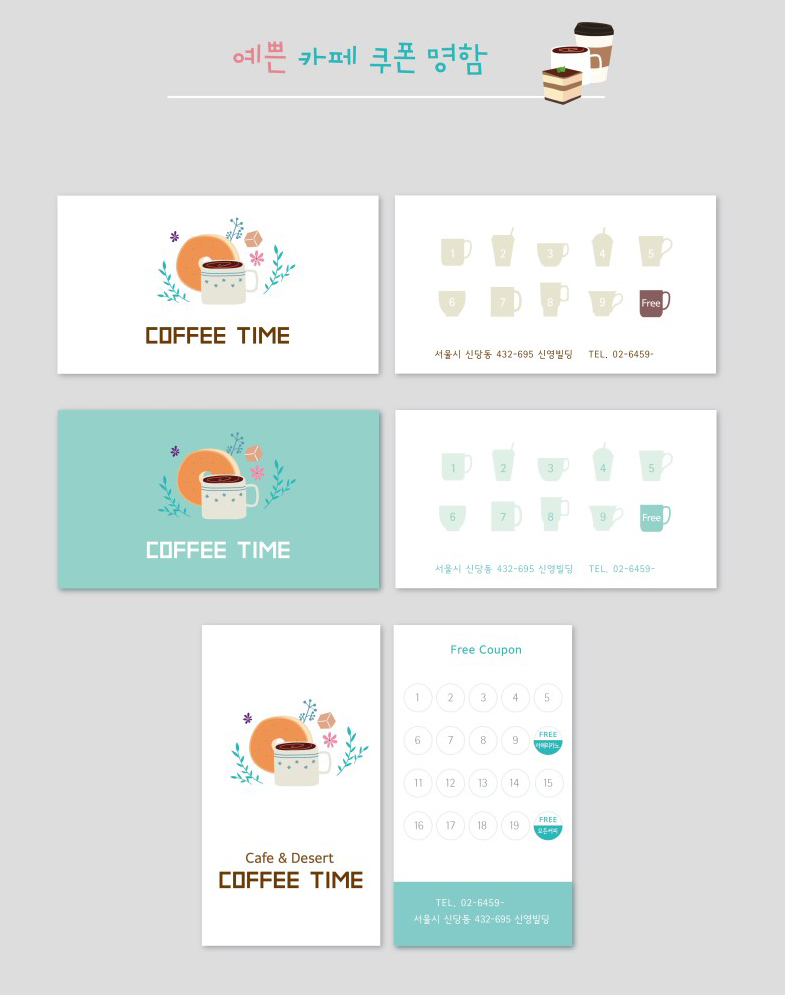 예쁜 카페 쿠폰 명함
COFFEE TIME
1 2 3 4 5
6 7 8 9 Free
서울시 신당동 432-695 신영빌딩 TEL. 02-6459-
COFFEE TIME
1 2 3 4 5
6 7 8 9 Free
서울시 신당동 432-695 신영빌딩 TEL. 02-6459-
Cafe & Desert
COFFEE TIME
Free Coupon
1 2 3 4 5
6 7 8 9 FREE
아메리카노
11 12 13 14 15
16 17 18 19 FREE
모든커피
TEL. 02-6459-
서울시 신당동 432-695 신영빌딩